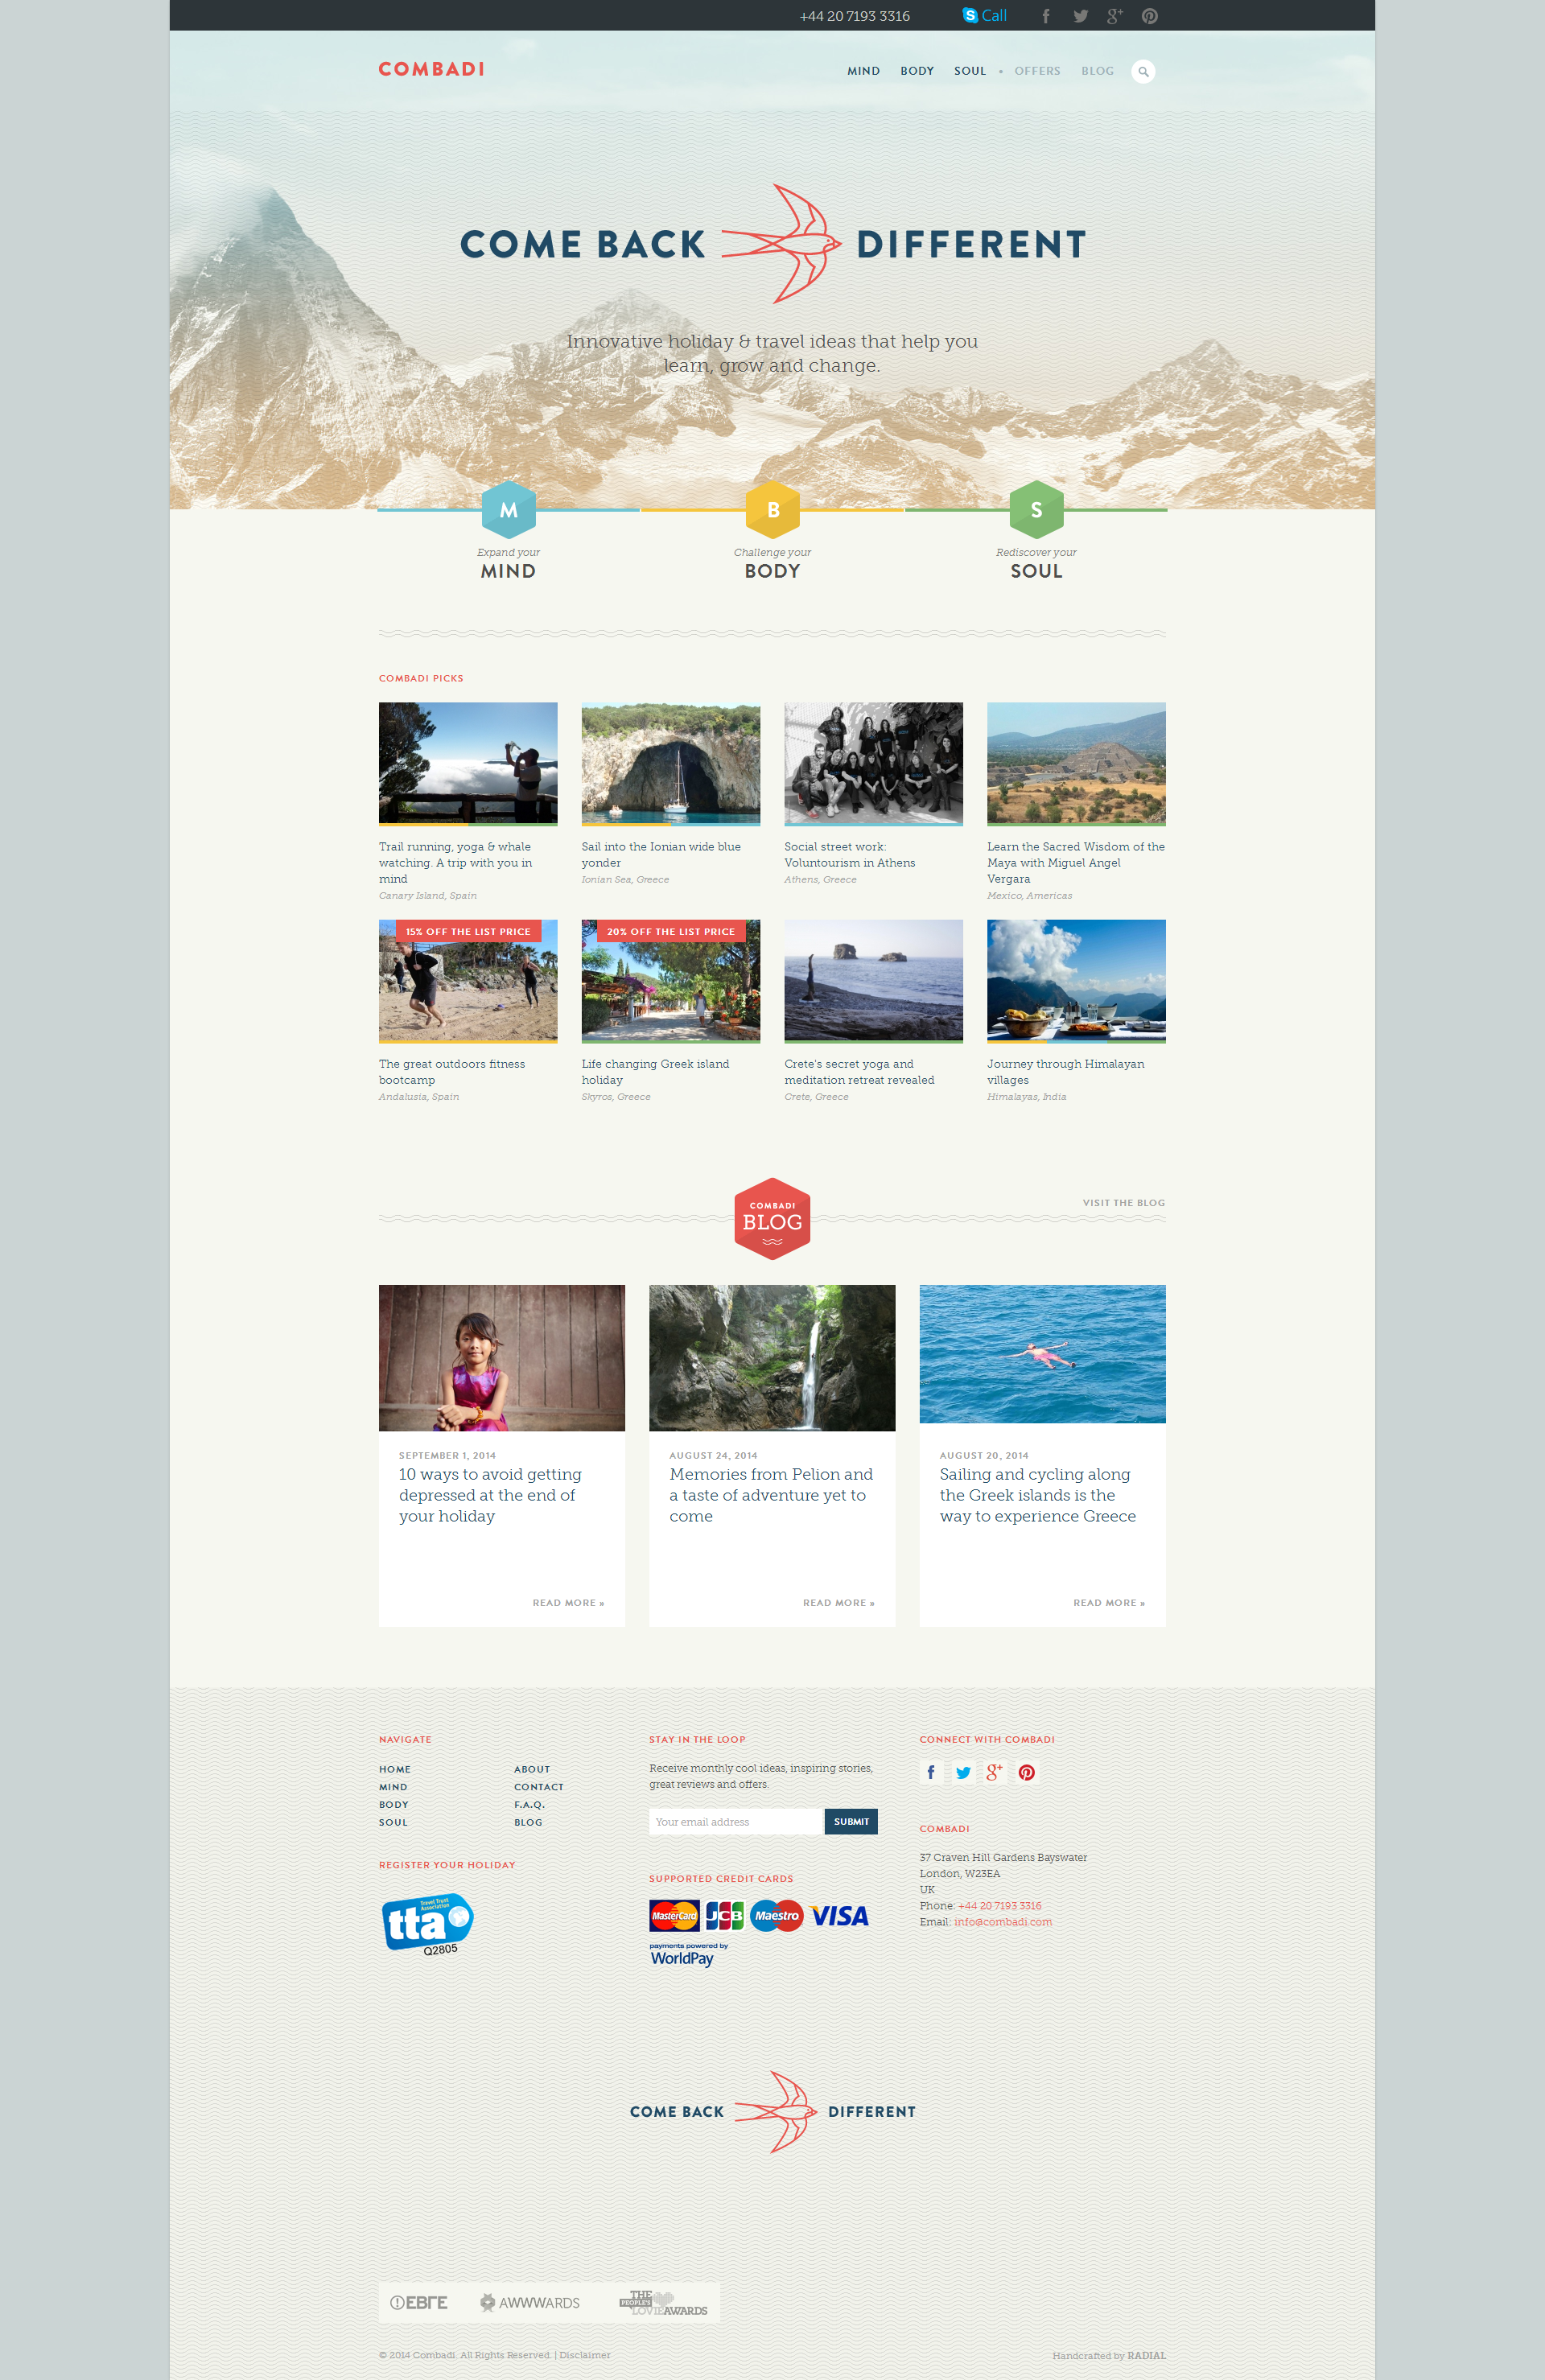 +44 20 7193 3316
Call
COMBADI
MIND BODY SOUL • OFFERS BLOG
COME BACK DIFFERENT
Innovative holiday & travel ideas that help you
learn, grow and change.
M
B
S
Expand your
MIND
Challenge your
BODY
Rediscover your
SOUL
COMBADI PICKS
Trail running, yoga & whale
watching. A trip with you in
mind
Canary Island, Spain
Sail into the Ionian wide blue
yonder
Ionian Sea, Greece
Social street work:
Voluntourism in Athens
Athens, Greece
Learn the Sacred Wisdom of the
Maya with Miguel Angel
Vergara
Mexico, Americas
15% OFF THE LIST PRICE
The great outdoors fitness
bootcamp
Andalusia, Spain
20% OFF THE LIST PRICE
Life changing Greek island
holiday
Skyros, Greece
Crete's secret yoga and
meditation retreat revealed
Crete, Greece
Journey through Himalayan
villages
Himalayas, India
COMBADI
BLOG
VISIT THE BLOG
SEPTEMBER 1, 2014
10 ways to avoid getting
depressed at the end of
your holiday
READ MORE »
AUGUST 24, 2014
Memories from Pelion and
a taste of adventure yet to
come
READ MORE »
AUGUST 20, 2014
Sailing and cycling along
the Greek islands is the
way to experience Greece
READ MORE »
NAVIGATE
HOME
MIND
BODY
SOUL
ABOUT
CONTACT
F.A.Q.
BLOG
REGISTER YOUR HOLIDAY
Travel Trust
Association
tta
Q2805
STAY IN THE LOOP
Receive monthly cool ideas, inspiring stories,
great reviews and offers.
Your email address
SUBMIT
SUPPORTED CREDIT CARDS
MasterCard
JCB
Maestro
VISA
payments powered by
WorldPay
CONNECT WITH COMBADI
COMBADI
37 Craven Hill Gardens Bayswater
London, W23EA
UK
Phone: +44 20 7193 3316
Email: info@combadi.com
COME BACK DIFFERENT
ΕΒΓΕ
AWWWARDS
THE
PEOPLE'S
LOVIE AWARDS
© 2014 Combadi. All Rights Reserved. | Disclaimer
Handcrafted by RADIAL